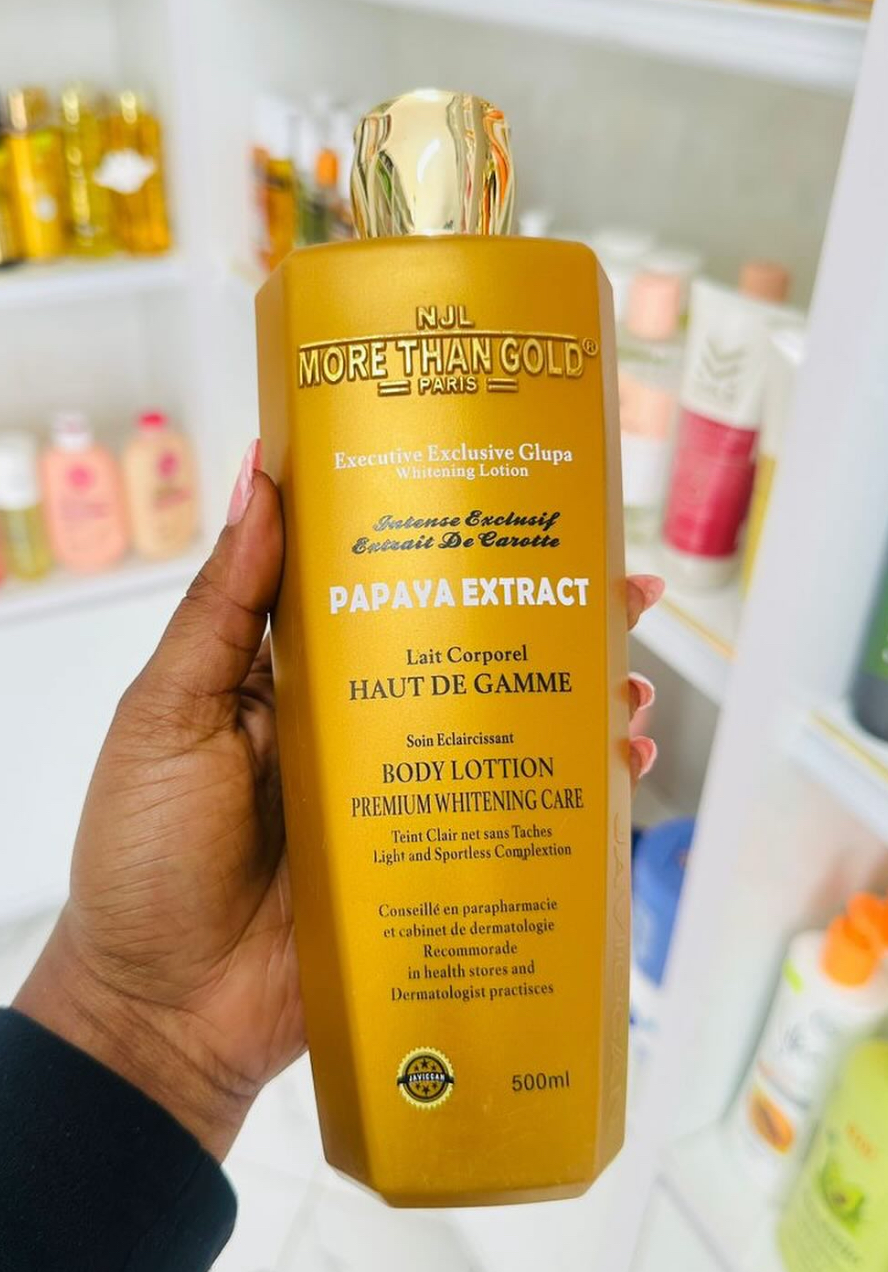 NJL
MORE THAN GOLD®
PARIS
Executive Exclusive Glupa
Whitening Lotion
Intense Exclusif
Extrait De Carotte
PAPAYA EXTRACT
Lait Corporel
HAUT DE GAMME
Soin Eclaircissant
BODY LOTTION
PREMIUM WHITENING CARE
Teint Clair net sans Taches
Light and Sportless Complextion
Conseillé en parapharmacie
et cabinet de dermatologie
Recommorade
in health stores and
Dermatologist practisces
JAVICCAN
500ml